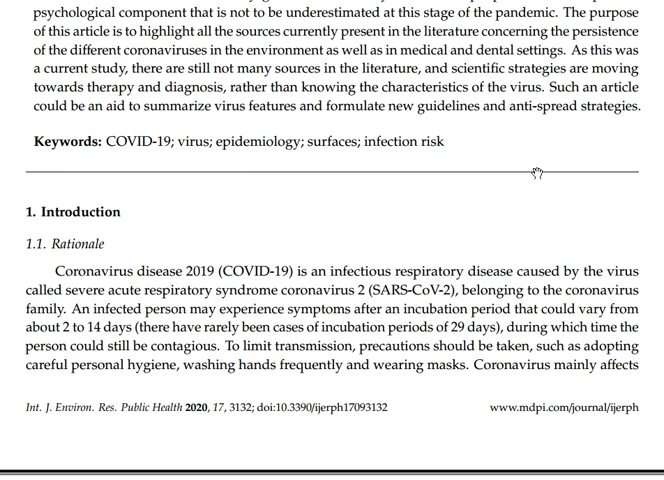 psychological component that is not to be underestimated at this stage of the pandemic. The purpose
of this article is to highlight all the sources currently present in the literature concerning the persistence
of the different coronaviruses in the environment as well as in medical and dental settings. As this was
a current study, there are still not many sources in the literature, and scientific strategies are moving
towards therapy and diagnosis, rather than knowing the characteristics of the virus. Such an article
could be an aid to summarize virus features and formulate new guidelines and anti-spread strategies.
Keywords: COVID-19; virus; epidemiology; surfaces; infection risk
1. Introduction
1.1. Rationale
Coronavirus disease 2019 (COVID-19) is an infectious respiratory disease caused by the virus
called severe acute respiratory syndrome coronavirus 2 (SARS-CoV-2), belonging to the coronavirus
family. An infected person may experience symptoms after an incubation period that could vary from
about 2 to 14 days (there have rarely been cases of incubation periods of 29 days), during which time the
person could still be contagious. To limit transmission, precautions should be taken, such as adopting
careful personal hygiene, washing hands frequently and wearing masks. Coronavirus mainly affects
Int. J. Environ. Res. Public Health 2020, 17, 3132; doi:10.3390/ijerph17093132 www.mdpi.com/journal/ijerph